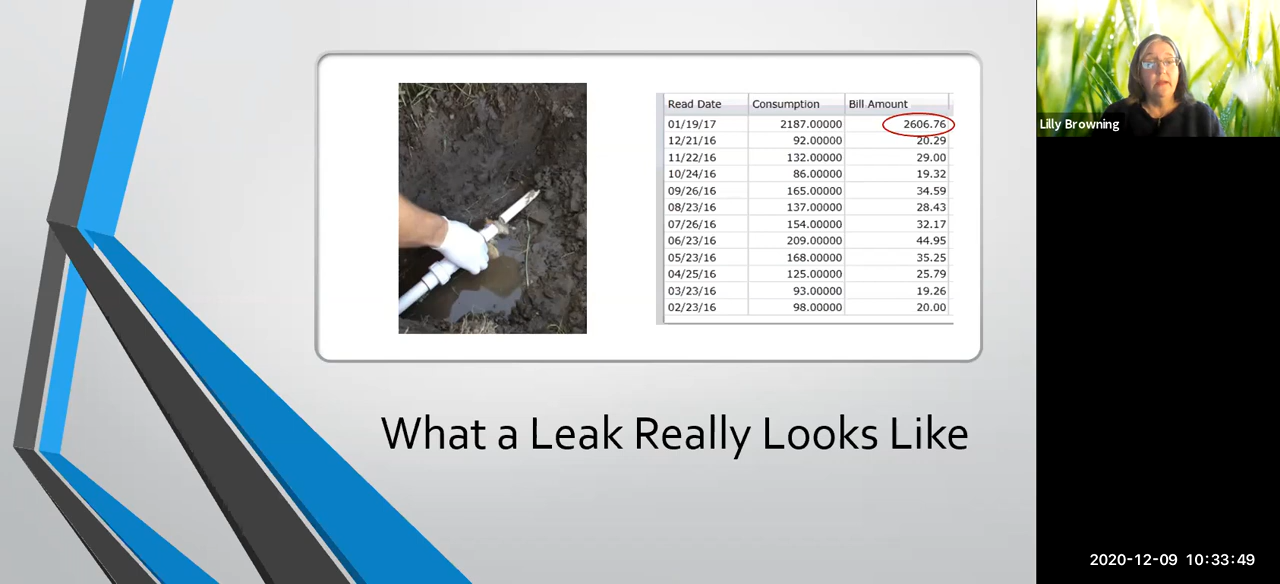 Read Date Consumption Bill Amount
01/19/17 2187.00000 2606.76
12/21/16 92.00000 20.29
11/22/16 132.00000 29.00
10/24/16 86.00000 19.32
09/26/16 165.00000 34.59
08/23/16 137.00000 28.43
07/26/16 154.00000 32.17
06/23/16 209.00000 44.95
05/23/16 168.00000 35.25
04/25/16 125.00000 25.79
03/23/16 93.00000 19.26
02/23/16 98.00000 20.00
What a Leak Really Looks Like
Lilly Browning
2020-12-09 10:33:49